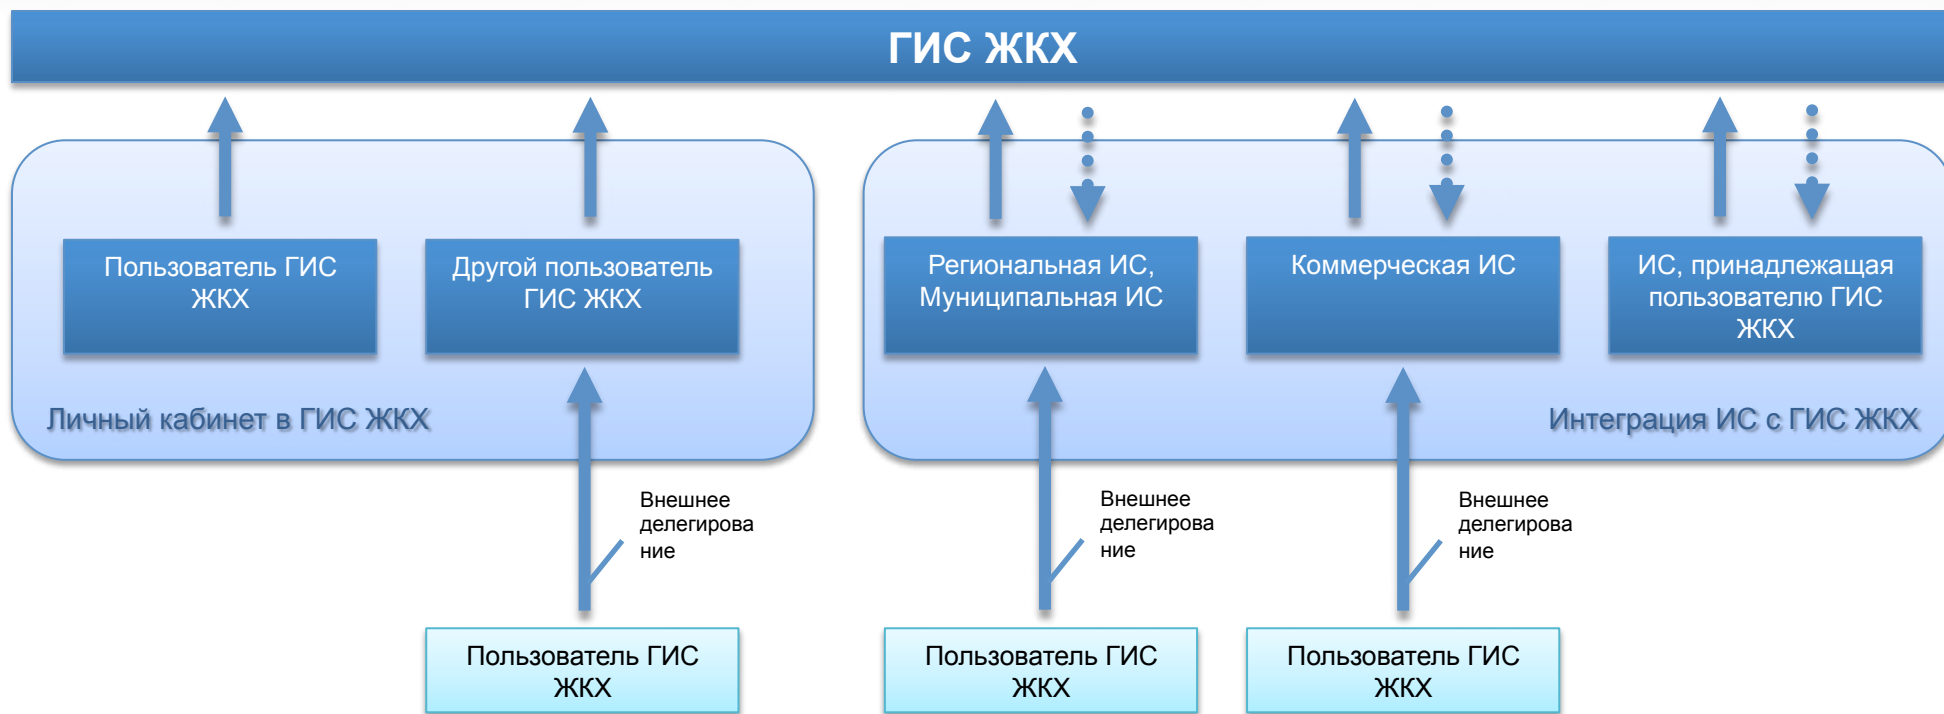 ГИС ЖКХ
Пользователь ГИС
ЖКХ
Другой пользователь
ГИС ЖКХ
Региональная ИС,
Муниципальная ИС
Коммерческая ИС
ИС, принадлежащая
пользователю ГИС
ЖКХ
Личный кабинет в ГИС ЖКХ
Интеграция ИС с ГИС ЖКХ
Внешнее
делегирова
ние
Внешнее
делегирова
ние
Внешнее
делегирова
ние
Пользователь ГИС
ЖКХ
Пользователь ГИС
ЖКХ
Пользователь ГИС
ЖКХ